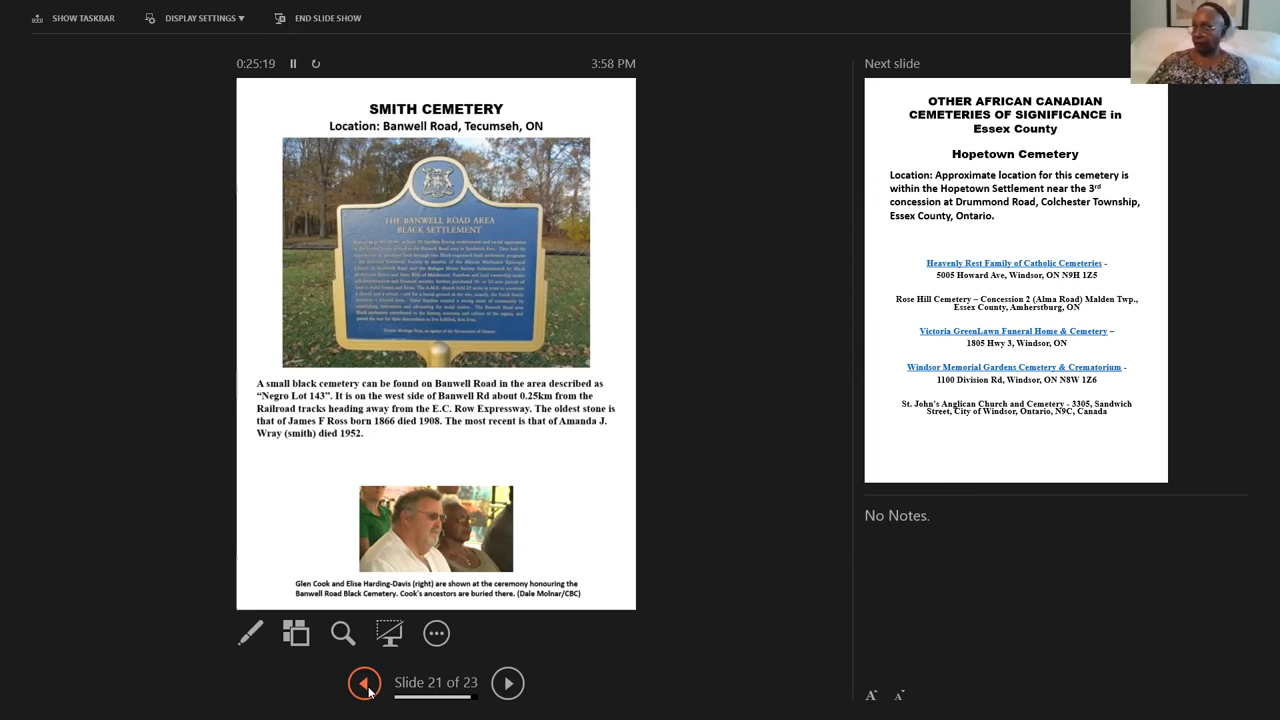 SHOW TASKBAR
DISPLAY SETTINGS ▼
END SLIDE SHOW
0:25:19
3:58 PM
SMITH CEMETERY
Location: Banwell Road, Tecumseh, ON
THE BANWELL ROAD AREA
BLACK SETTLEMENT
A small black cemetery can be found on Banwell Road in the area described as
“Negro Lot 143”. It is on the west side of Banwell Rd about 0.25km from the
Railroad tracks heading away from the E.C. Row Expressway. The oldest stone is
that of James F Ross born 1866 died 1908. The most recent is that of Amanda J.
Wray (smith) died 1952.
Glen Cook and Elise Harding-Davis (right) are shown at the ceremony honouring the
Banwell Road Black Cemetery. Cook's ancestors are buried there. (Dale Molnar/CBC)
Slide 21 of 23
Next slide
OTHER AFRICAN CANADIAN
CEMETERIES OF SIGNIFICANCE in
Essex County
Hopetown Cemetery
Location: Approximate location for this cemetery is
within the Hopetown Settlement near the 3rd
concession at Drummond Road, Colchester Township,
Essex County, Ontario.
Heavenly Rest Family of Catholic Cemeteries -
5005 Howard Ave, Windsor, ON N9H 1Z5
Rose Hill Cemetery – Concession 2 (Alma Road) Malden Twp.,
Essex County, Amherstburg, ON
Victoria GreenLawn Funeral Home & Cemetery –
1805 Hwy 3, Windsor, ON
Windsor Memorial Gardens Cemetery & Crematorium -
1100 Division Rd, Windsor, ON N8W 1Z6
St. John's Anglican Church and Cemetery - 3305, Sandwich
Street, City of Windsor, Ontario, N9C, Canada
No Notes.
A A